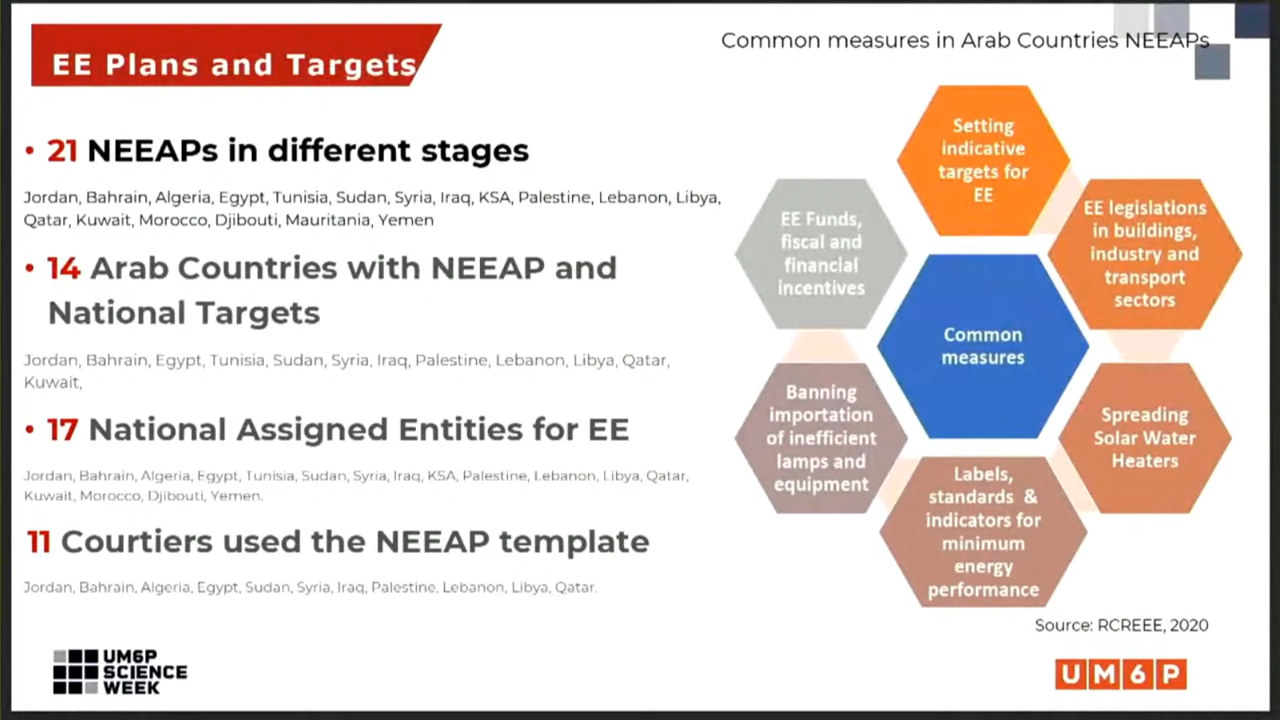 EE Plans and Targets
Common measures in Arab Countries NEEAPs
• 21 NEEAPs in different stages
Jordan, Bahrain, Algeria, Egypt, Tunisia, Sudan, Syria, Iraq, KSA, Palestine, Lebanon, Libya,
Qatar, Kuwait, Morocco, Djibouti, Mauritania, Yemen
• 14 Arab Countries with NEEAP and
National Targets
Jordan, Bahrain, Egypt, Tunisia, Sudan, Syria, Iraq, Palestine, Lebanon, Libya, Qatar,
Kuwait,
• 17 National Assigned Entities for EE
Jordan, Bahrain, Algeria, Egypt, Tunisia, Sudan, Syria, Iraq, KSA, Palestine, Lebanon, Libya, Qatar,
Kuwait, Morocco, Djibouti, Yemen.
11 Courtiers used the NEEAP template
Jordan, Bahrain, Algeria, Egypt, Sudan, Syria, Iraq, Palestine, Lebanon, Libya, Qatar.
Setting
indicative
targets for
EE
EE legislations
in buildings,
industry and
transport
sectors
Spreading
Solar Water
Heaters
Labels,
standards &
indicators for
minimum
energy
performance
Banning
importation
of inefficient
lamps and
equipment
EE Funds,
fiscal and
financial
incentives
Common
measures
Source: RCREEE, 2020
UM6P
SCIENCE
WEEK
UM6P